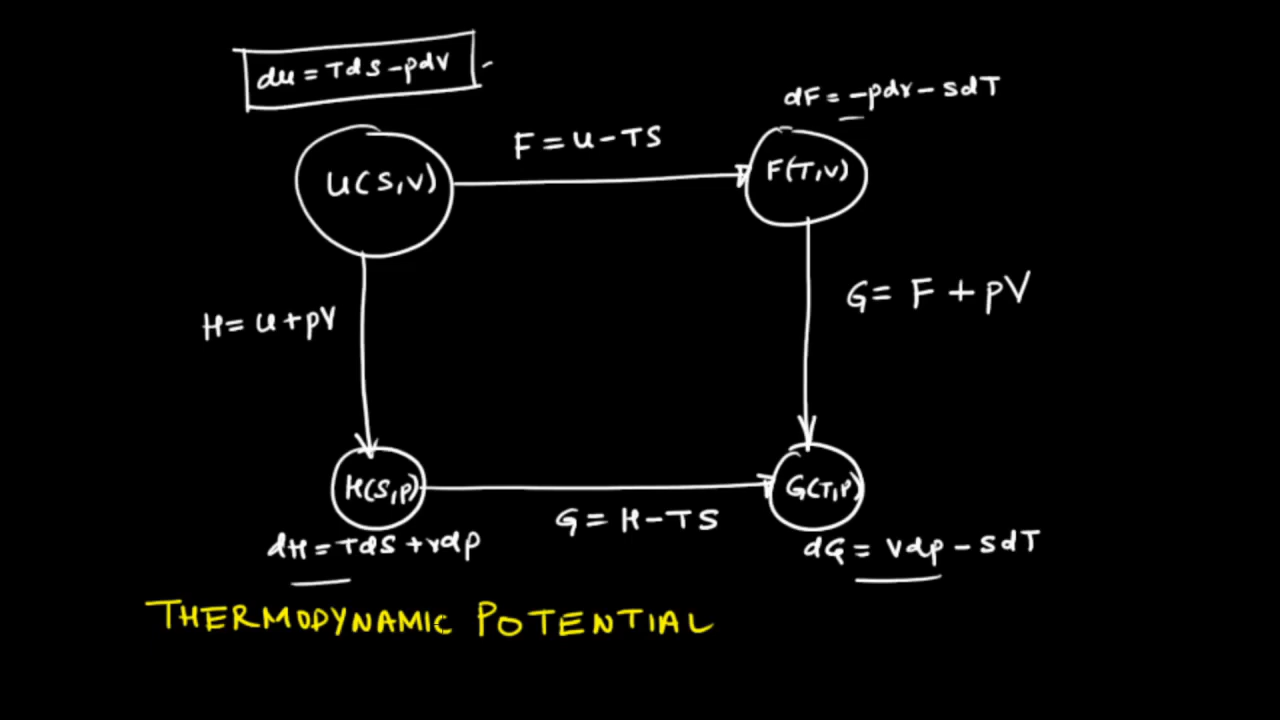 du = Tds - pdV
dF = -pdv - sdT
F = u - TS
U(S,V)
F(T,V)
H = u + pV
G = F + pV
H(S,p)
G(T,P)
G = H - TS
dH = Tds + vdp
dG = Vdp - sdT
THERMODYNAMIC POTENTIAL